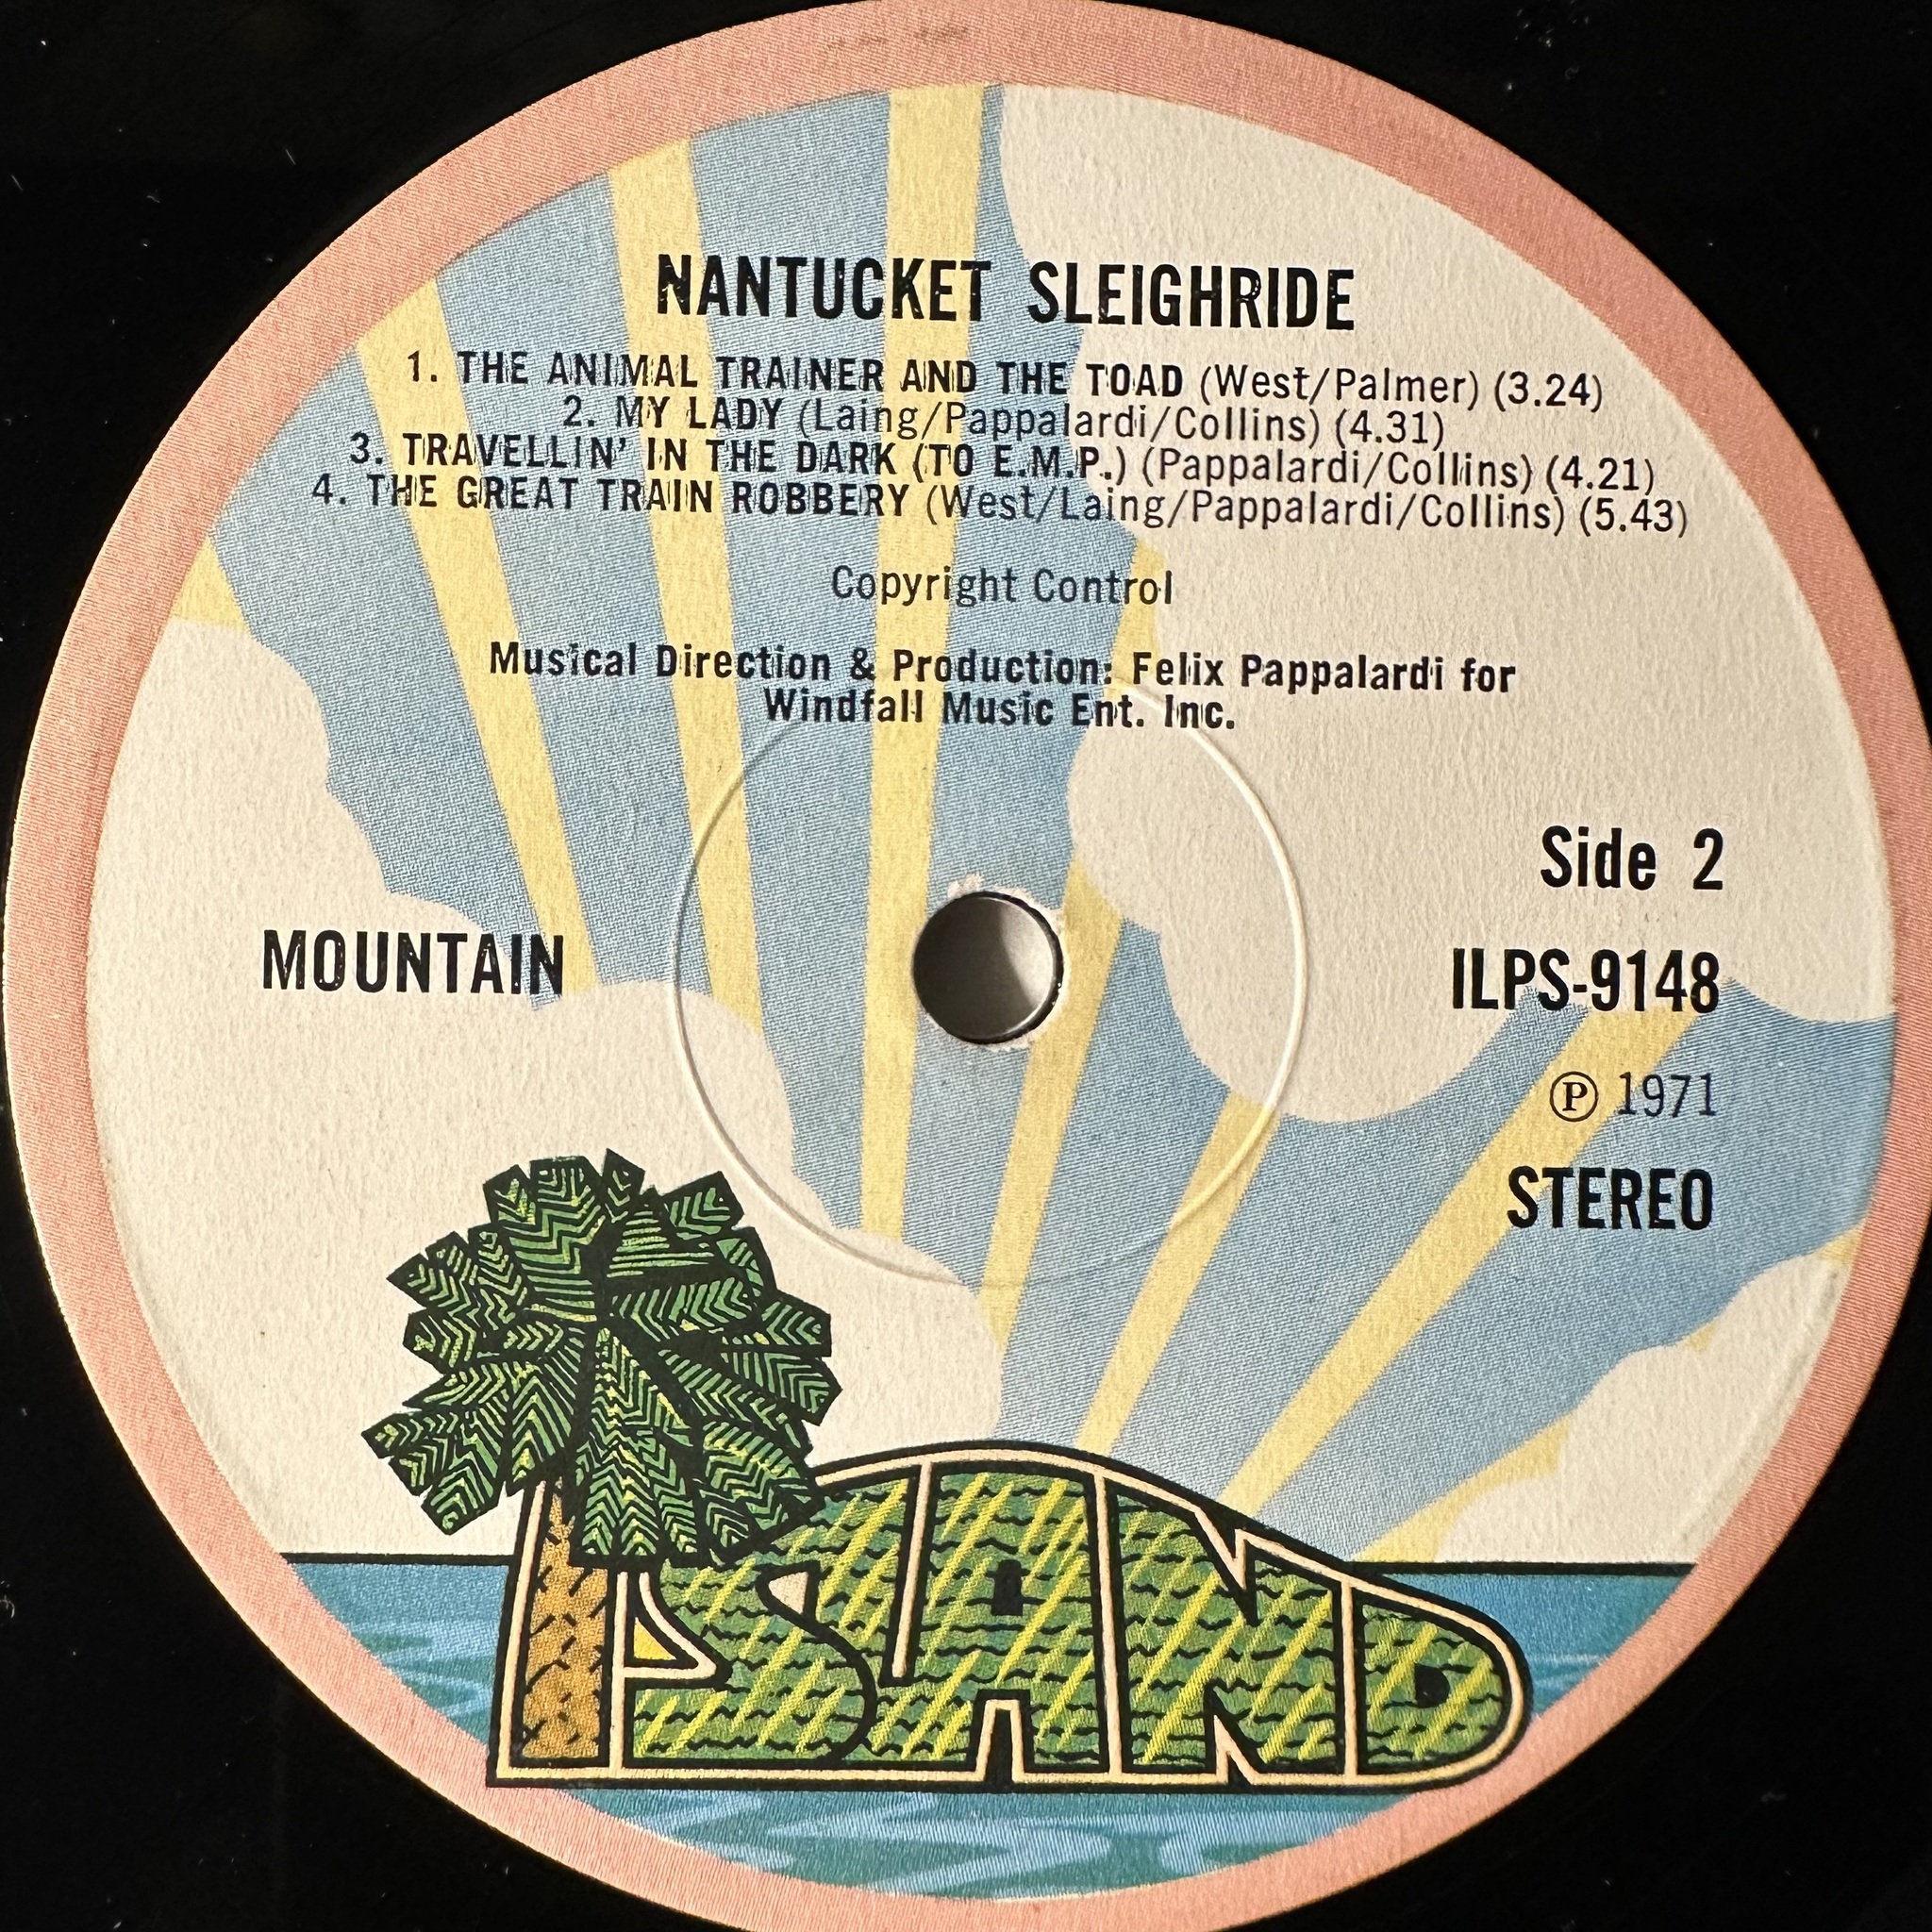 NANTUCKET SLEIGHRIDE
1. THE ANIMAL TRAINER AND THE TOAD (West/Palmer) (3.24)
2. MY LADY (Laing/Pappalardi/Collins) (4.31)
3. TRAVELLIN' IN THE DARK (TO E.M.P.) (Pappalardi/Collins) (4.21)
4. THE GREAT TRAIN ROBBERY (West/Laing/Pappalardi/Collins) (5.43)
Copyright Control
Musical Direction & Production: Felix Pappalardi for
Windfall Music Ent. Inc.
Side 2
MOUNTAIN
ILPS-9148
Ⓟ 1971
STEREO
ISLAND